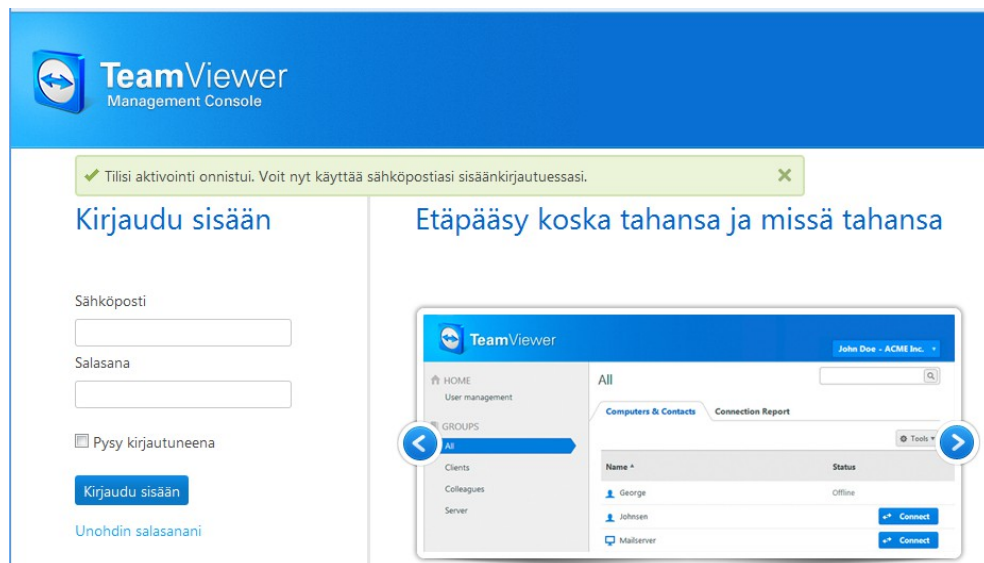 TeamViewer
Management Console
Tilisi aktivointi onnistui. Voit nyt käyttää sähköpostiasi sisäänkirjautuessasi.
Kirjaudu sisään
Sähköposti
Salasana
Pysy kirjautuneena
Kirjaudu sisään
Unohdin salasanani
Etäpääsy koska tahansa ja missä tahansa
TeamViewer
John Doe - ACME Inc.
HOME
User management
GROUPS
All
Clients
Colleagues
Server
All
Computers & Contacts Connection Report
Tools
Name Status
George Offline
Johnsen Connect
Mailserver Connect